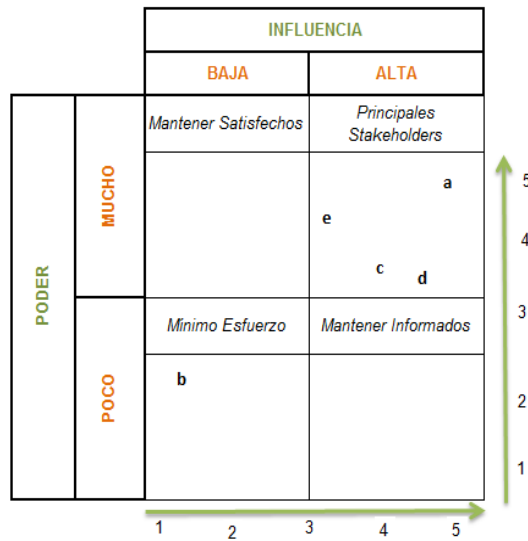 INFLUENCIA
BAJA
ALTA
Mantener Satisfechos
Principales
Stakeholders
PODER
MUCHO
a
e
c
d
5
4
3
Minimo Esfuerzo
Mantener Informados
POCO
b
2
1
1
2
3
4
5